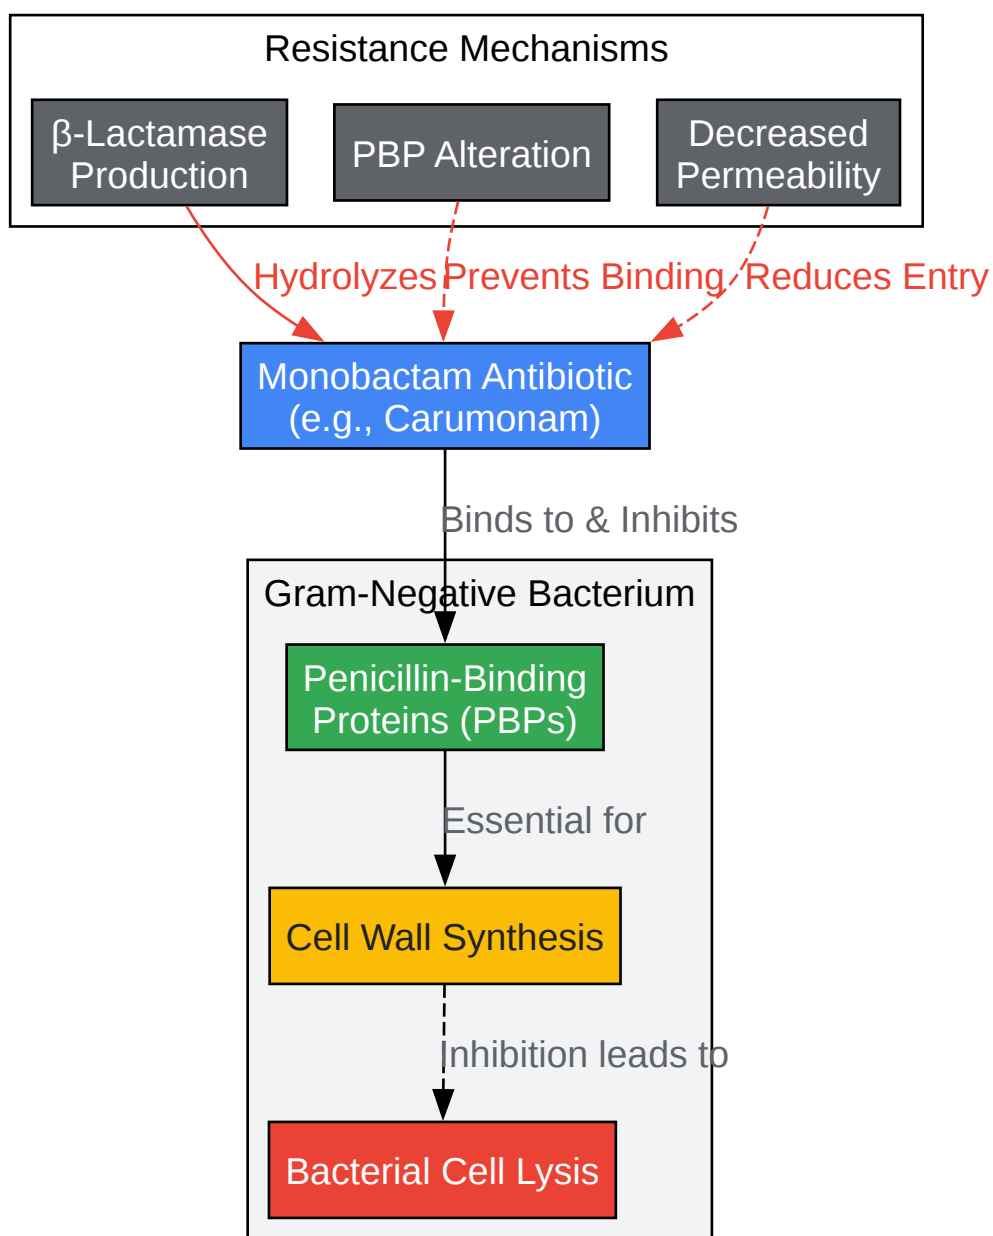 Resistance Mechanisms
β-Lactamase
Production
PBP Alteration
Decreased
Permeability
Hydrolyzes
Prevents Binding
Reduces Entry
Monobactam Antibiotic
(e.g., Carumonam)
Binds to & Inhibits
Gram-Negative Bacterium
Penicillin-Binding
Proteins (PBPs)
Essential for
Cell Wall Synthesis
Inhibition leads to
Bacterial Cell Lysis